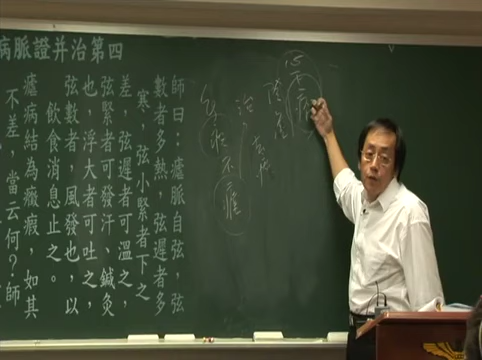 病脈證并治第四
師曰：瘧脈自弦，弦
數者多熱，弦遲者多
寒，弦小緊者下之
差，弦遲者可溫之，
弦緊者可發汗、鍼灸
也，浮大者可吐之，
弦數者，風發也，以
飲食消息止之。
瘧病結為癥瘕，如其
不差，當云何？師
治
不
瘧